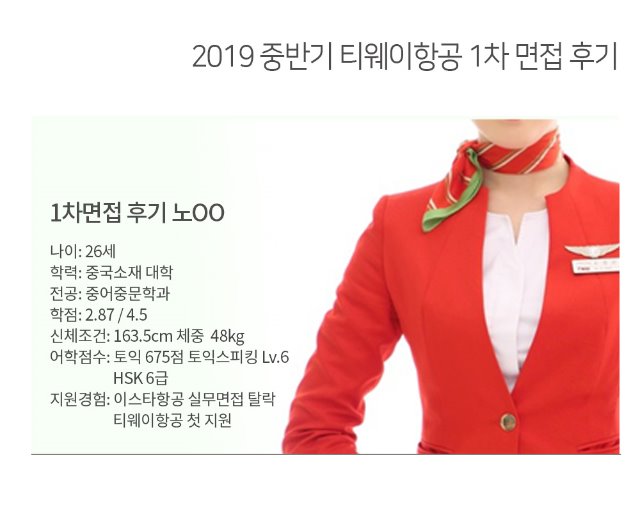 2019 중반기 티웨이항공 1차 면접 후기
1차면접 후기 노OO
나이: 26세
학력: 중국소재 대학
전공: 중어중문학과
학점: 2.87 / 4.5
신체조건: 163.5cm 체중 48kg
어학점수: 토익 675점 토익스피킹 Lv.6
HSK 6급
지원경험: 이스타항공 실무면접 탈락
티웨이항공 첫 지원